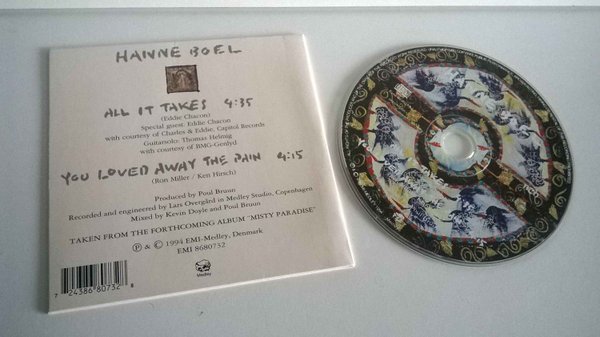 HANNE BOEL
ALL IT TAKES 4:35
(Eddie Chacon)
Special guest: Eddie Chacon
with courtesy of Charles & Eddie, Capitol Records
Guitarsolo: Thomas Helmig
with courtesy of BMG-Genlyd
YOU LOVED AWAY THE PAIN 4:15
(Ron Miller / Ken Hirsch)
Produced by Poul Bruun
Recorded and engineered by Lars Overgård in Medley Studio, Copenhagen
Mixed by Kevin Doyle and Poul Bruun
TAKEN FROM THE FORTHCOMING ALBUM "MISTY PARADISE"
℗ & © 1994 EMI-Medley, Denmark
EMI 8680732
Medley
7 24386 80732 8